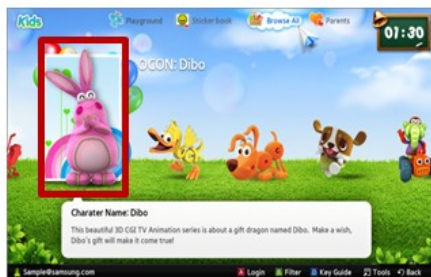 Kids
Playground
Sticker book
Browse All
Parents
01:30
OCON: Dibo
Charater Name: Dibo
This beautiful 3D CGI TV Animation series is about a gift dragon named Dibo. Make a wish,
Dibo's gift will make it come true!
Sample@samsung.com
A Login
B Filter
D Key Guide
Tools
Back